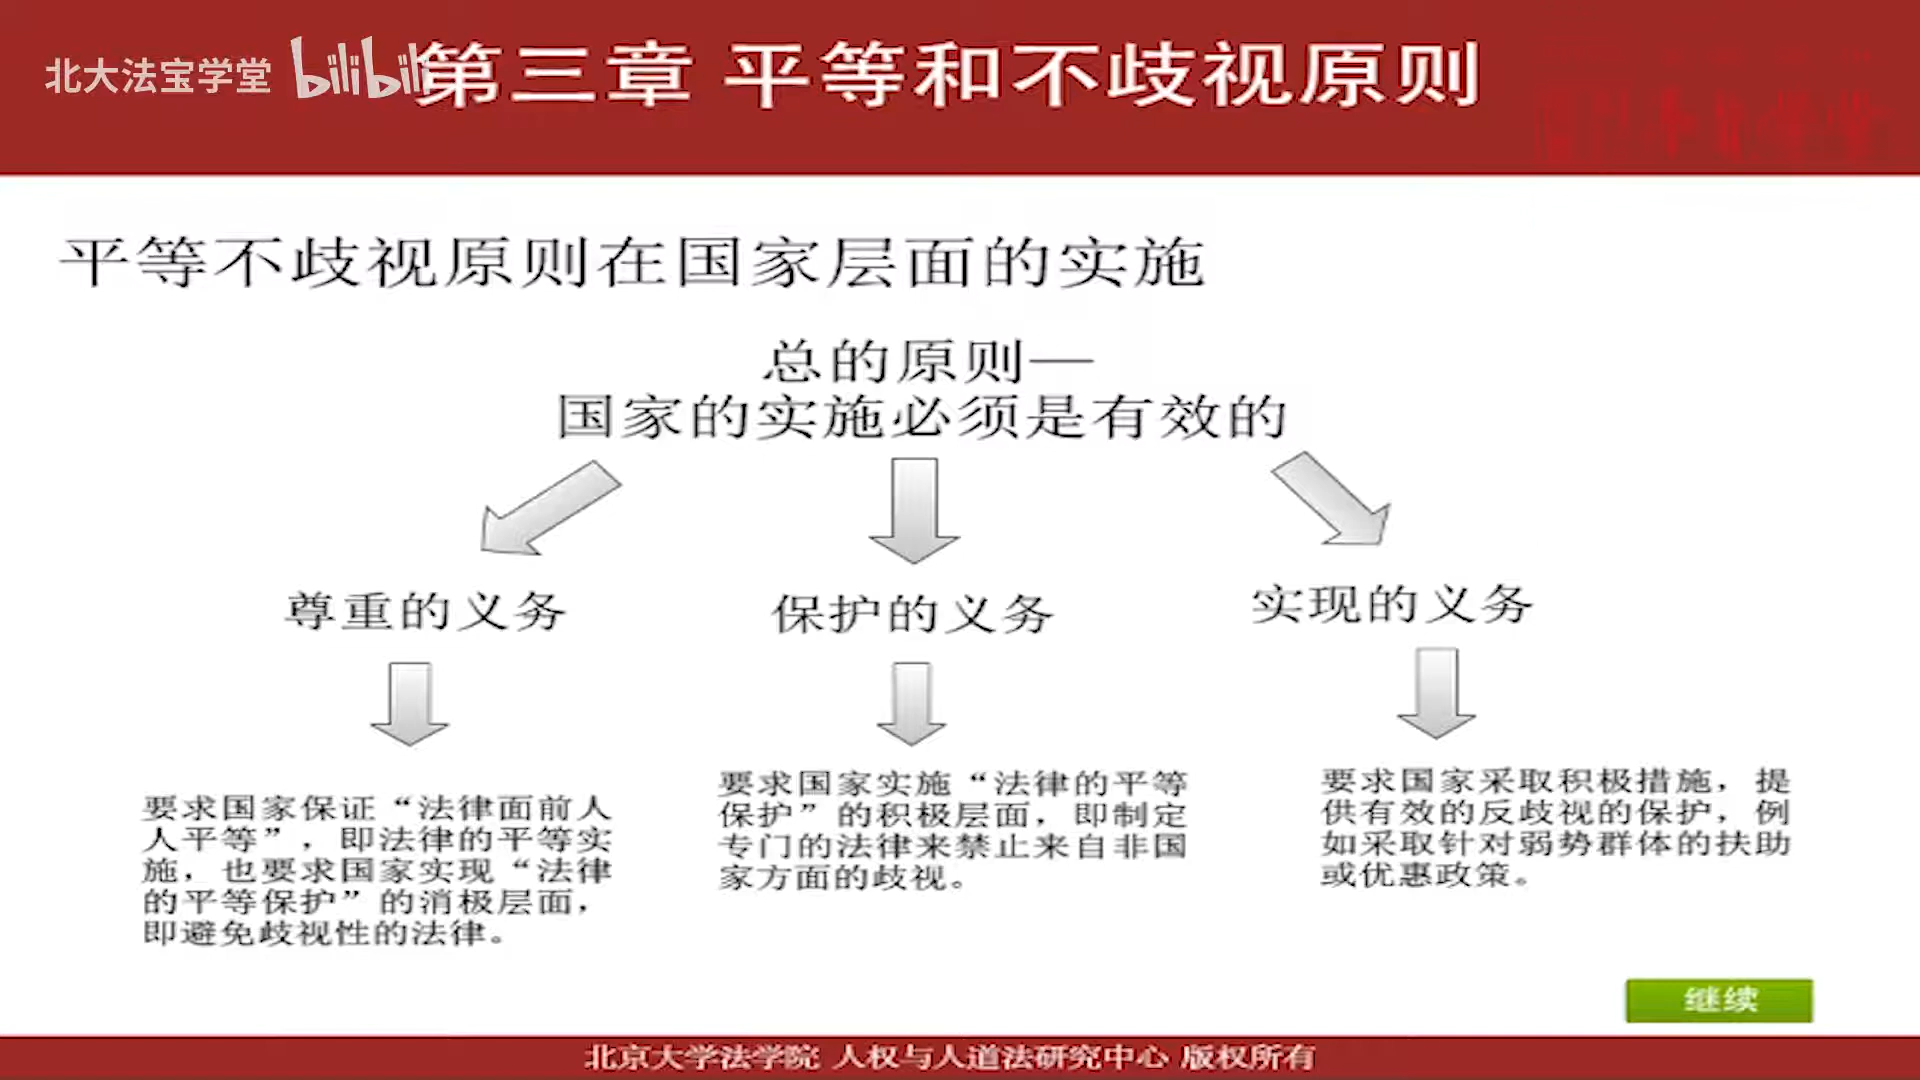 北大法宝学堂 bilibili
第三章 平等和不歧视原则
平等不歧视原则在国家层面的实施
总的原则—
国家的实施必须是有效的
尊重的义务
保护的义务
实现的义务
要求国家保证“法律面前人
人平等”，即法律的平等实
施，也要求国家实现“法律
的平等保护”的消极层面，
即避免歧视性的法律。
要求国家实施“法律的平等
保护”的积极层面，即制定
专门的法律来禁止来自非国
家方面的歧视。
要求国家采取积极措施，提
供有效的反歧视的保护，例
如采取针对弱势群体的扶助
或优惠政策。
继续
北京大学法学院 人权与人道法研究中心 版权所有